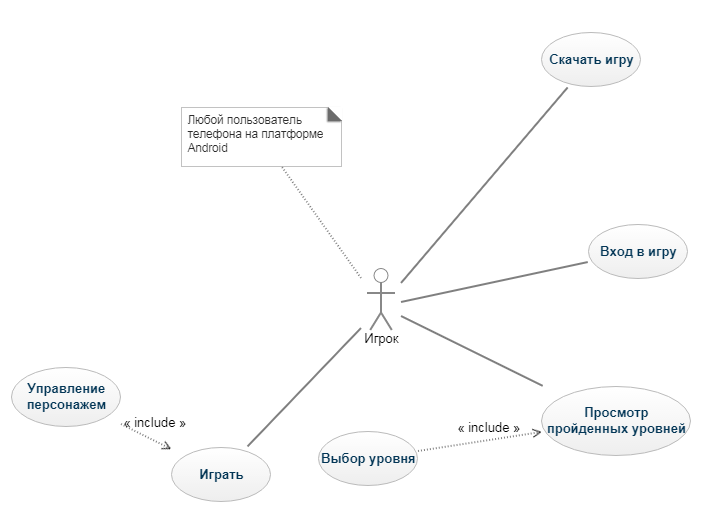 Скачать игру
Любой пользователь
телефона на платформе
Android
Вход в игру
Игрок
Управление
персонажем
« include »
Играть
Выбор уровня
« include »
Просмотр
пройденных уровней